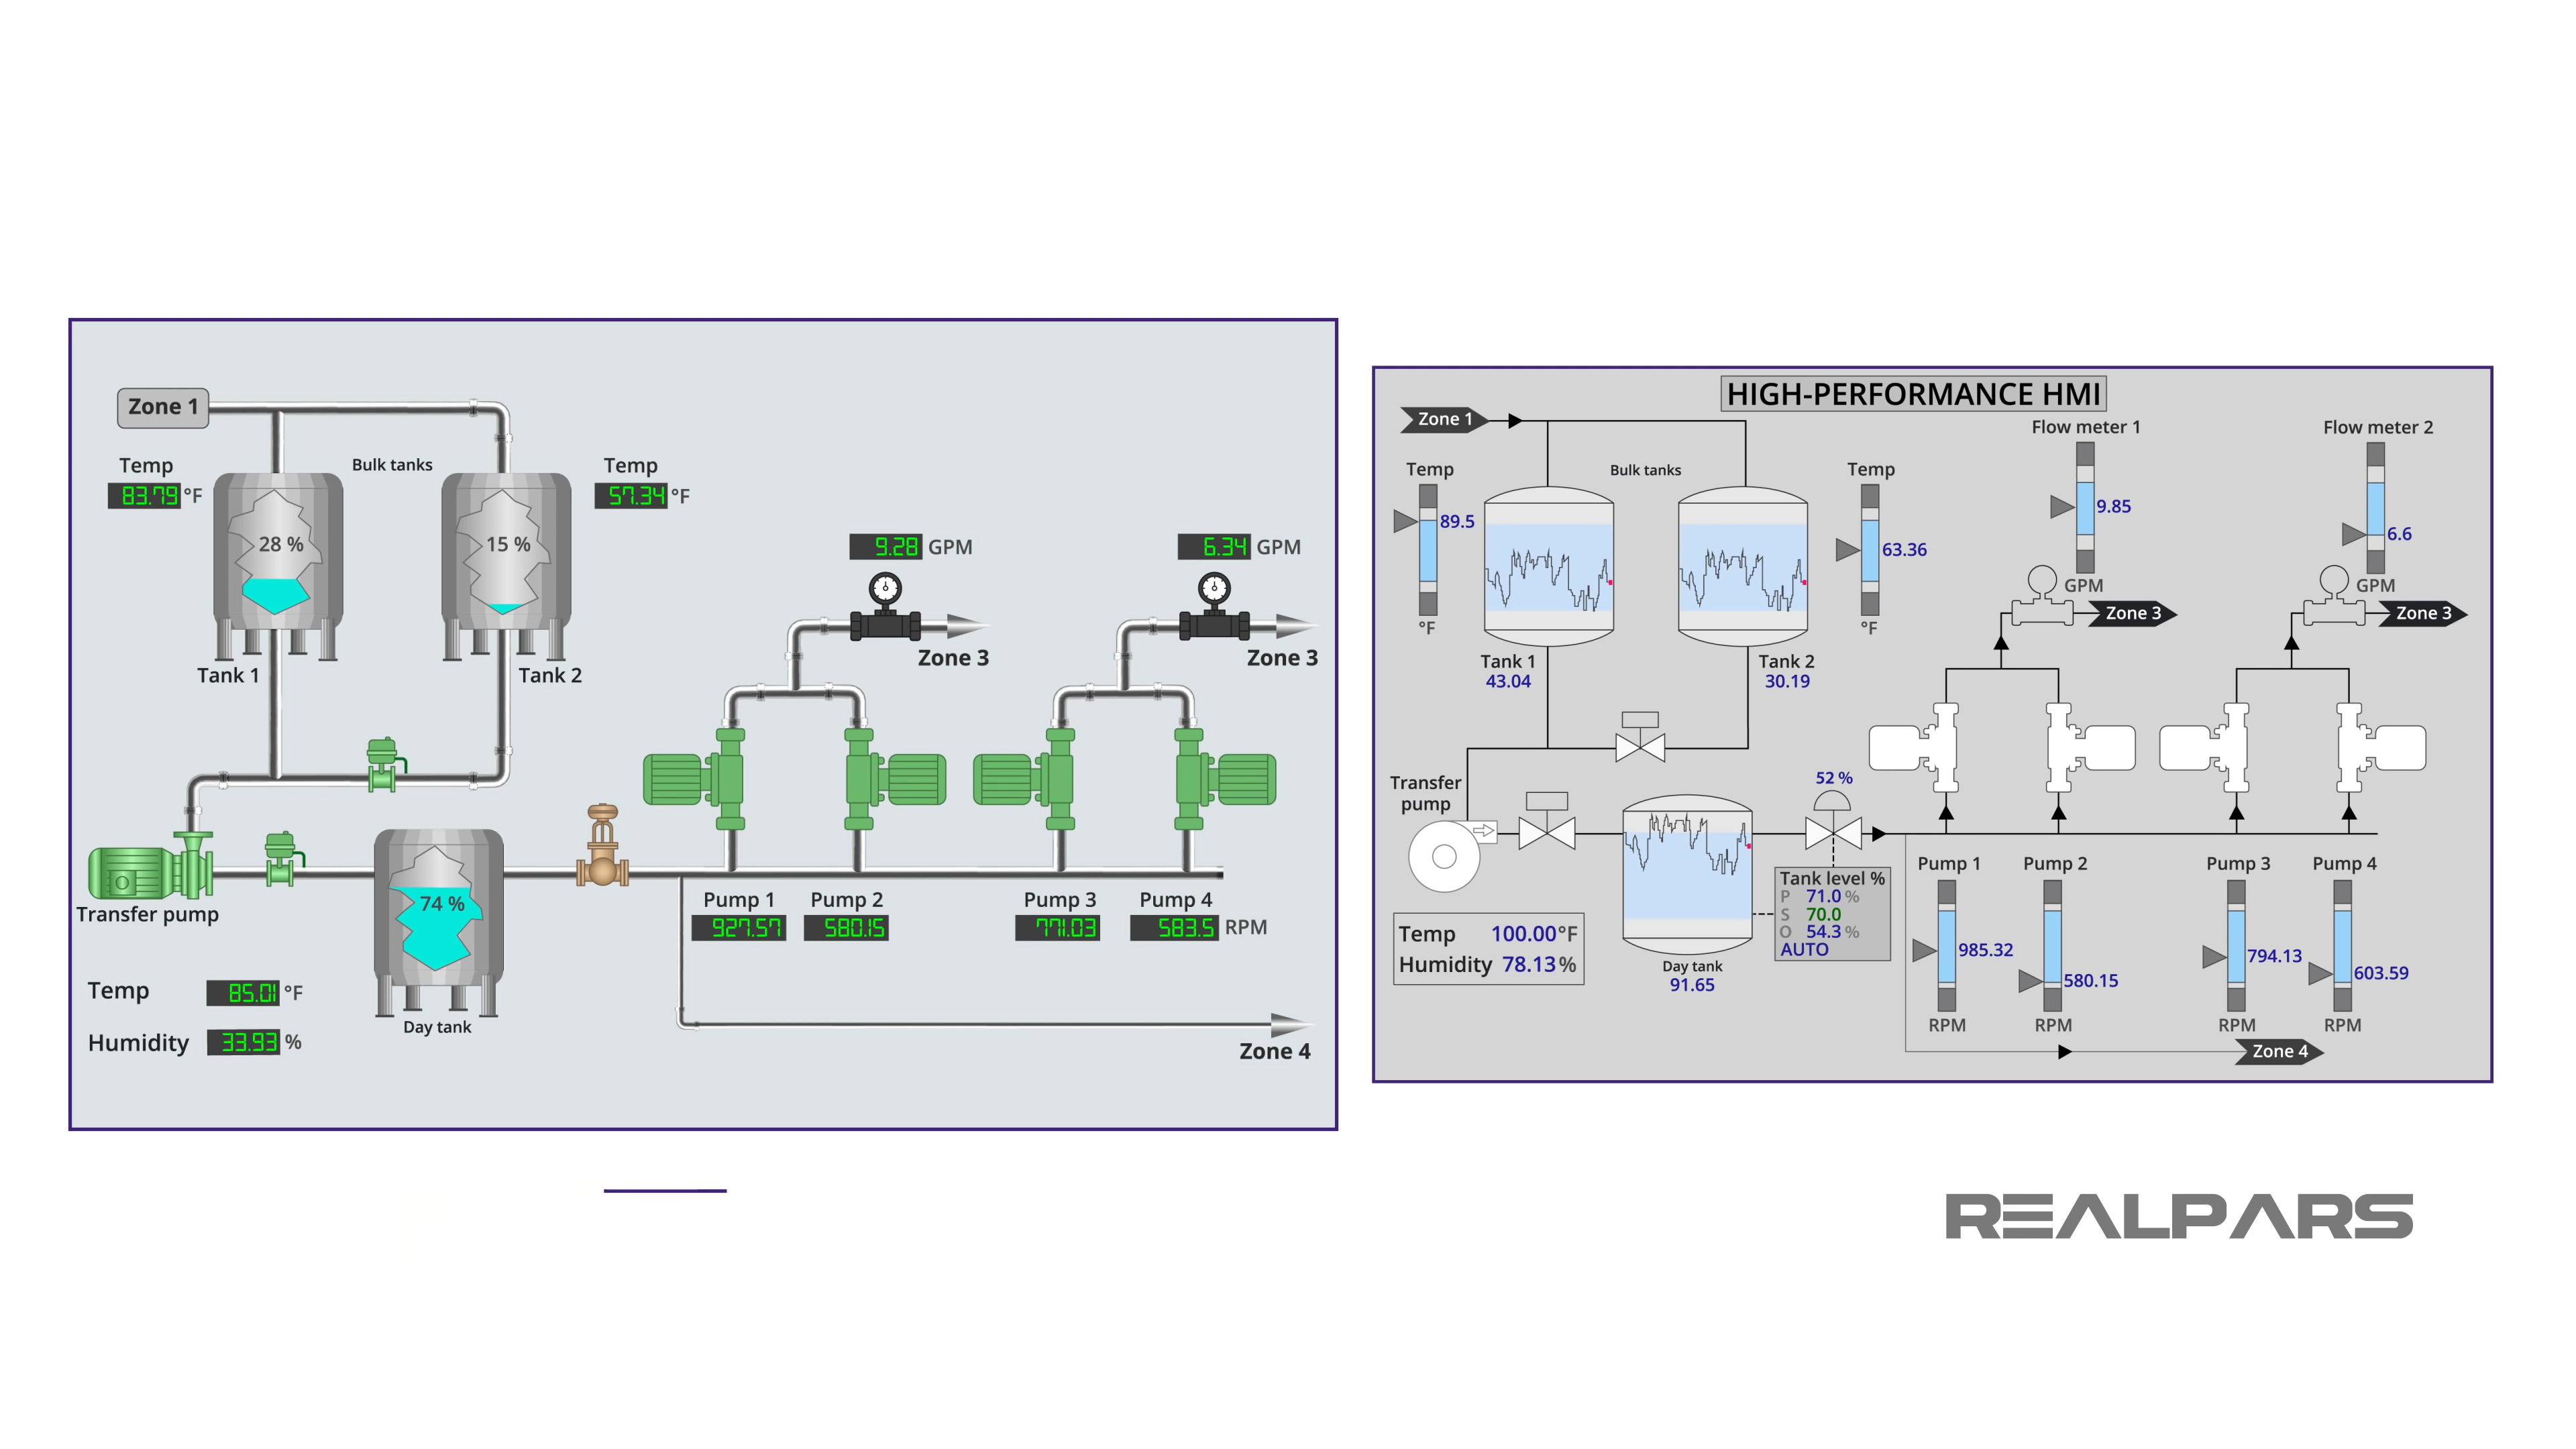 Zone 1
Temp
83.79 °F
Bulk tanks
Temp
57.34 °F
28 %
15 %
Tank 1
Tank 2
9.28 GPM
6.34 GPM
Zone 3
Zone 3
Transfer pump
74 %
Day tank
Pump 1
927.57
Pump 2
580.15
Pump 3
771.03
Pump 4
583.5 RPM
Temp 85.01 °F
Humidity 33.93 %
Zone 4
HIGH-PERFORMANCE HMI
Zone 1
Temp
89.5
°F
Bulk tanks
Temp
63.36
°F
Flow meter 1
9.85
GPM
Flow meter 2
6.6
GPM
Zone 3
Zone 3
Tank 1
43.04
Tank 2
30.19
Transfer
pump
52 %
Tank level %
P 71.0 %
S 70.0
O 54.3 %
AUTO
Temp 100.00°F
Humidity 78.13 %
Day tank
91.65
Pump 1
985.32
RPM
Pump 2
580.15
RPM
Pump 3
794.13
RPM
Pump 4
603.59
RPM
Zone 4
REALPARS